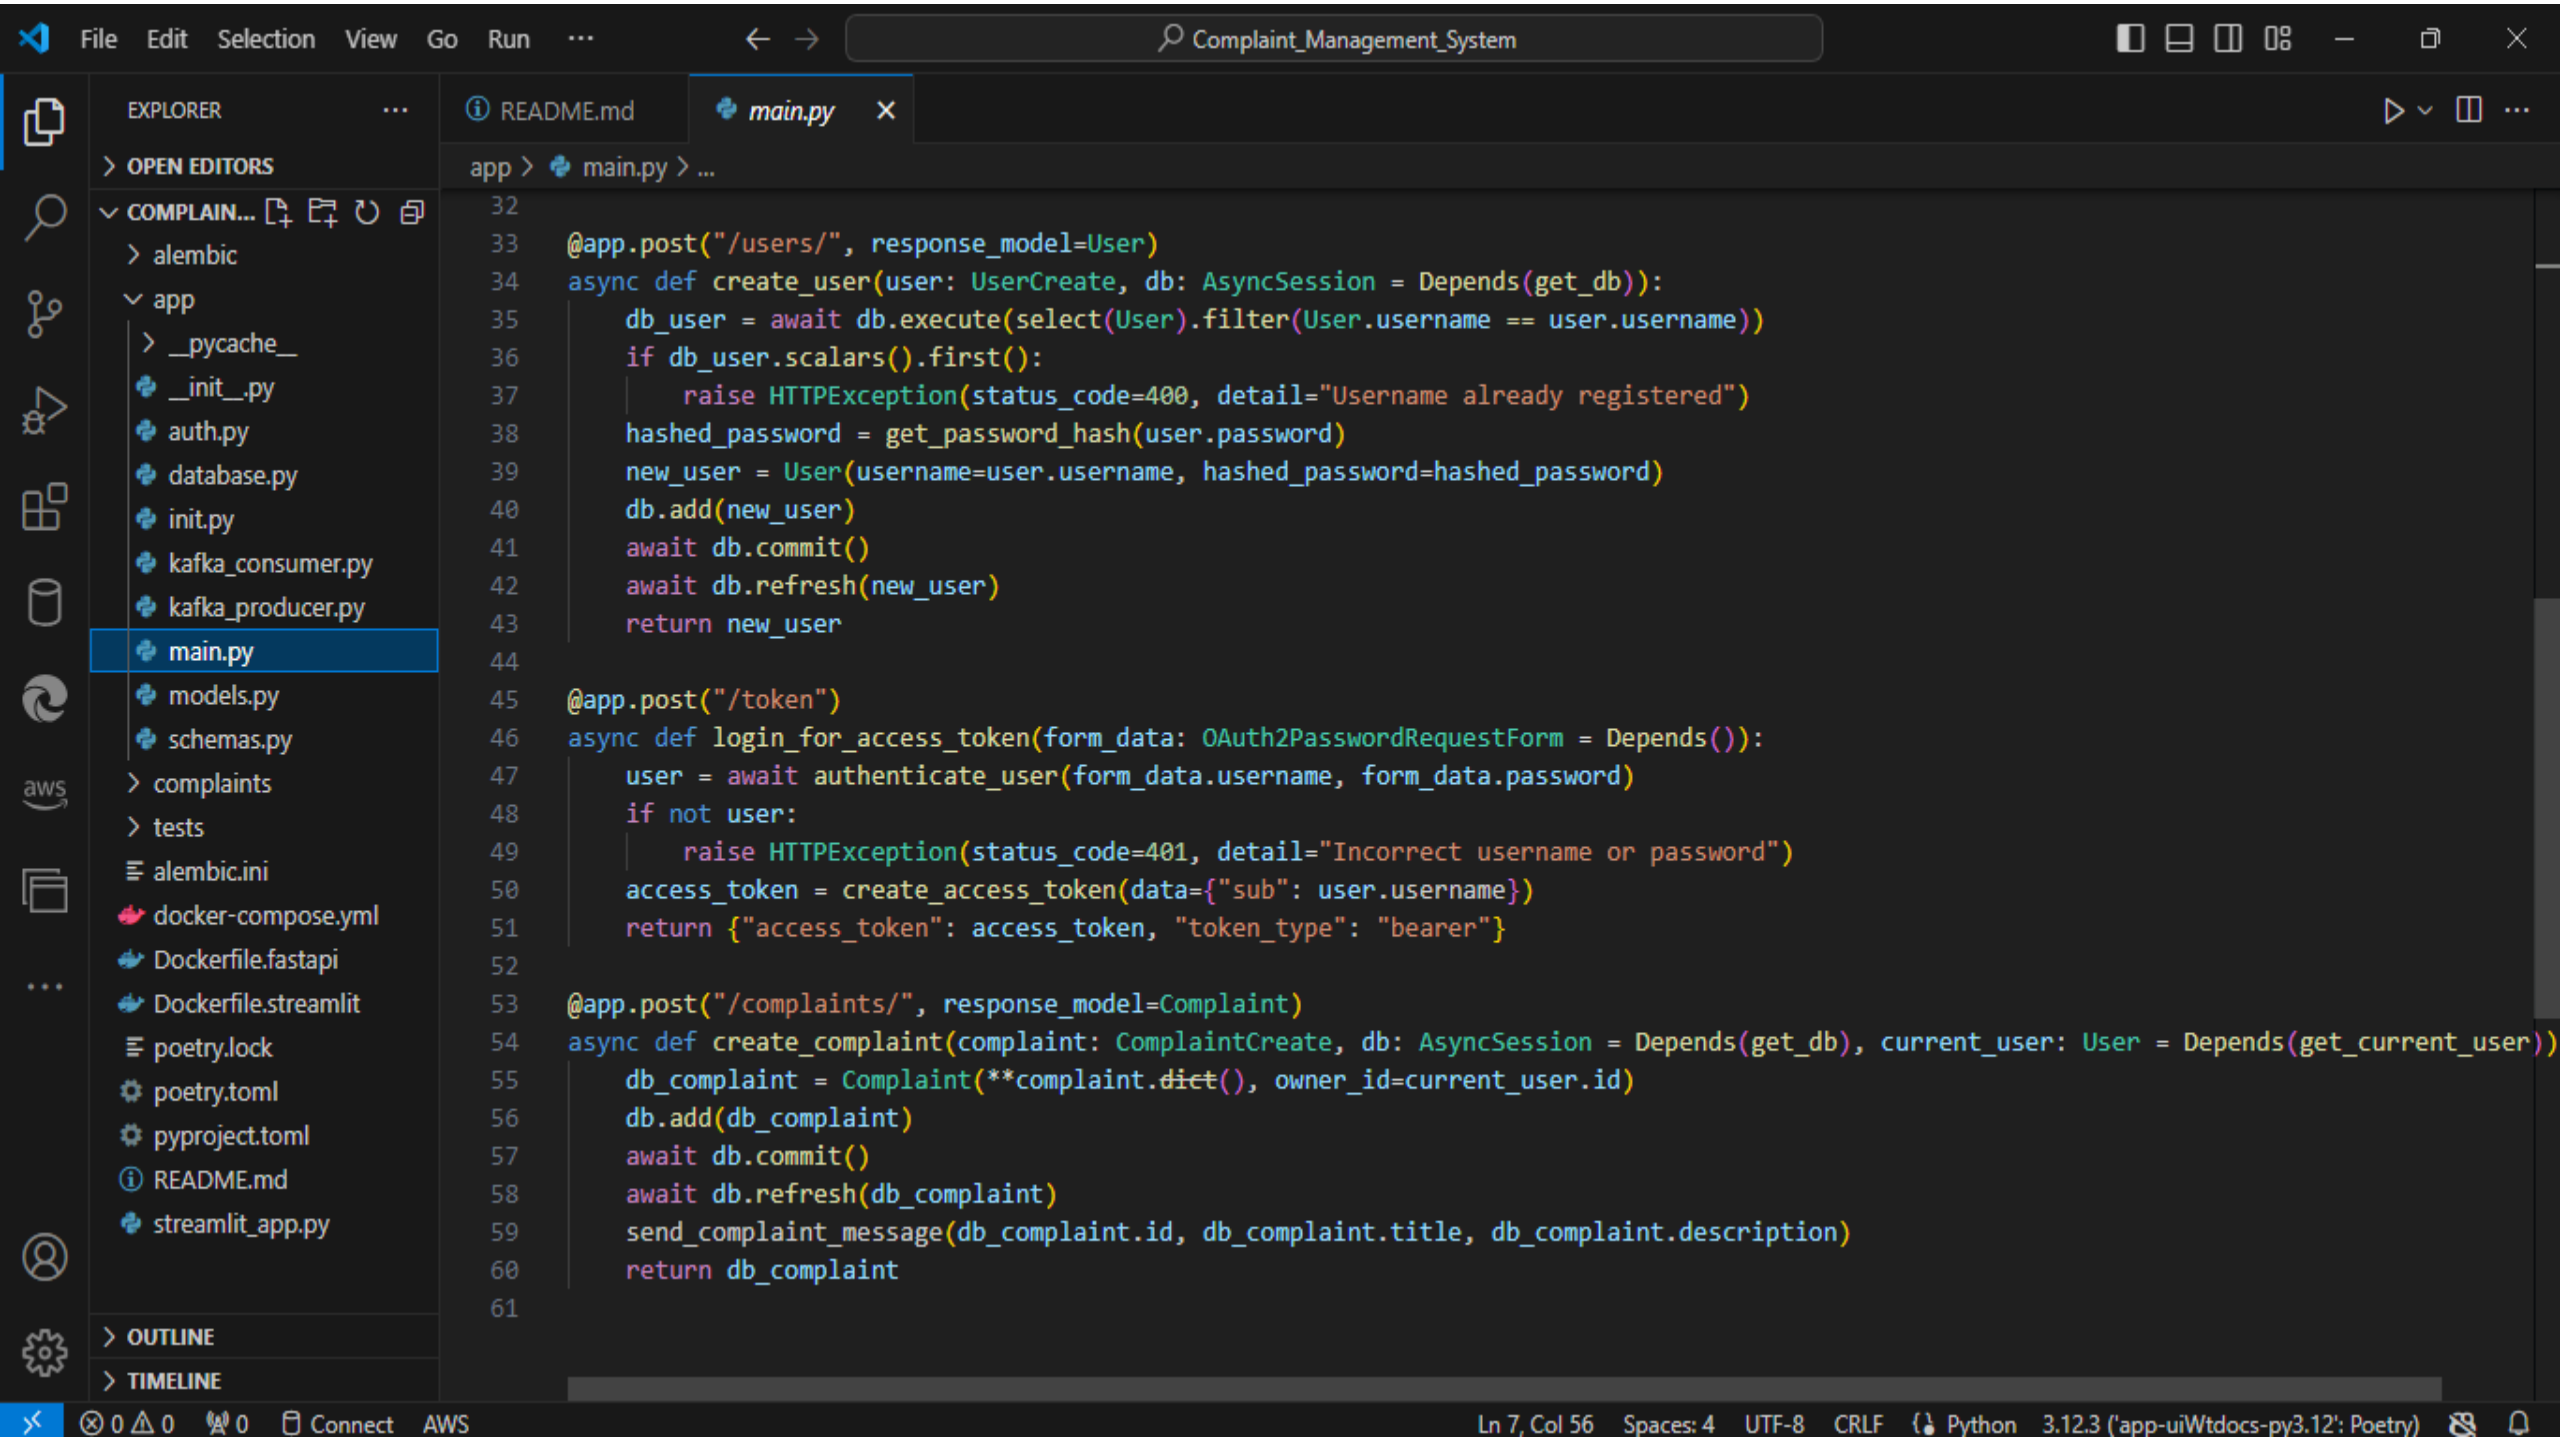 File Edit Selection View Go Run ...
Complaint_Management_System
EXPLORER
OPEN EDITORS
COMPLAIN...
alembic
app
__pycache__
__init__.py
auth.py
database.py
init.py
kafka_consumer.py
kafka_producer.py
main.py
models.py
schemas.py
complaints
tests
alembic.ini
docker-compose.yml
Dockerfile.fastapi
Dockerfile.streamlit
poetry.lock
poetry.toml
pyproject.toml
README.md
streamlit_app.py
OUTLINE
TIMELINE
aws
README.md main.py
app > main.py > ...
32
33 @app.post("/users/", response_model=User)
34 async def create_user(user: UserCreate, db: AsyncSession = Depends(get_db)):
35     db_user = await db.execute(select(User).filter(User.username == user.username))
36     if db_user.scalars().first():
37         raise HTTPException(status_code=400, detail="Username already registered")
38     hashed_password = get_password_hash(user.password)
39     new_user = User(username=user.username, hashed_password=hashed_password)
40     db.add(new_user)
41     await db.commit()
42     await db.refresh(new_user)
43     return new_user
44
45 @app.post("/token")
46 async def login_for_access_token(form_data: OAuth2PasswordRequestForm = Depends()):
47     user = await authenticate_user(form_data.username, form_data.password)
48     if not user:
49         raise HTTPException(status_code=401, detail="Incorrect username or password")
50     access_token = create_access_token(data={"sub": user.username})
51     return {"access_token": access_token, "token_type": "bearer"}
52
53 @app.post("/complaints/", response_model=Complaint)
54 async def create_complaint(complaint: ComplaintCreate, db: AsyncSession = Depends(get_db), current_user: User = Depends(get_current_user))
55     db_complaint = Complaint(**complaint.dict(), owner_id=current_user.id)
56     db.add(db_complaint)
57     await db.commit()
58     await db.refresh(db_complaint)
59     send_complaint_message(db_complaint.id, db_complaint.title, db_complaint.description)
60     return db_complaint
61
0 0 0 Connect AWS Ln 7, Col 56 Spaces: 4 UTF-8 CRLF Python 3.12.3 ('app-uiWtdocs-py3.12': Poetry)